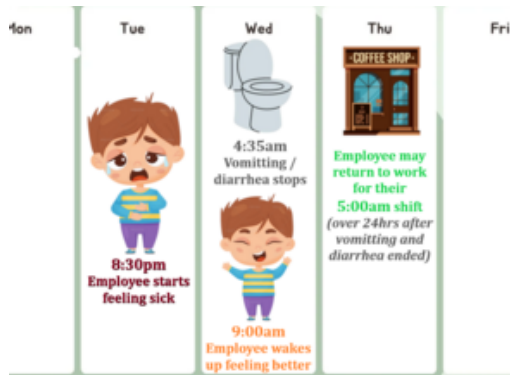 Mon
Tue
Wed
Thu
Fri
8:30pm
Employee starts
feeling sick
4:35am
Vomitting /
diarrhea stops
9:00am
Employee wakes
up feeling better
COFFEE SHOP
Employee may
return to work
for their
5:00am shift
(over 24hrs after
vomitting and
diarrhea ended)